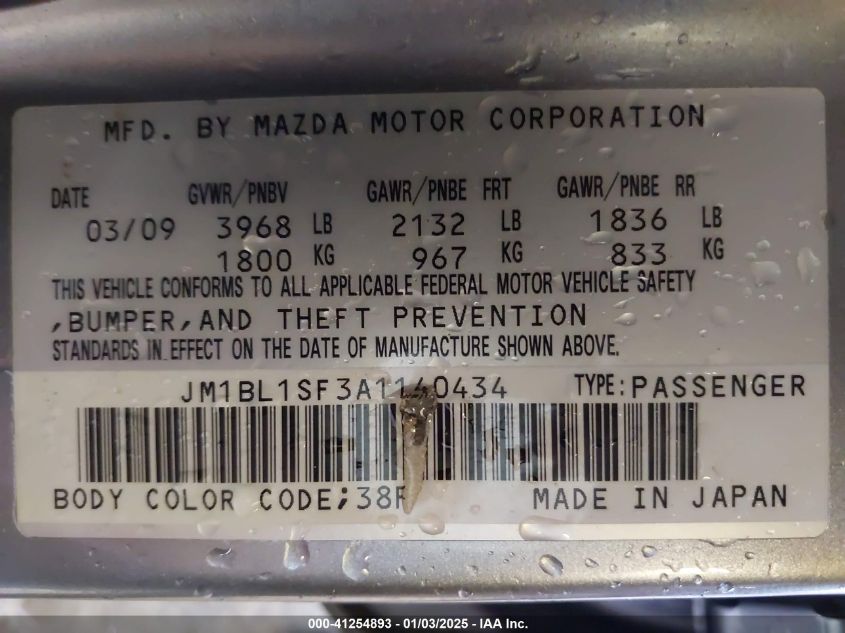 MFD. BY MAZDA MOTOR CORPORATION
DATE GVWR/PNBV GAWR/PNBE FRT GAWR/PNBE RR
03/09 3968 LB 2132 LB 1836 LB
1800 KG 967 KG 833 KG
THIS VEHICLE CONFORMS TO ALL APPLICABLE FEDERAL MOTOR VEHICLE SAFETY
,BUMPER,AND THEFT PREVENTION
STANDARDS IN EFFECT ON THE DATE OF MANUFACTURE SHOWN ABOVE.
JM1BL1SF3A1140434 TYPE:PASSENGER
BODY COLOR CODE; MADE IN JAPAN
000-41254893 - 01/03/2025 - IAA Inc.